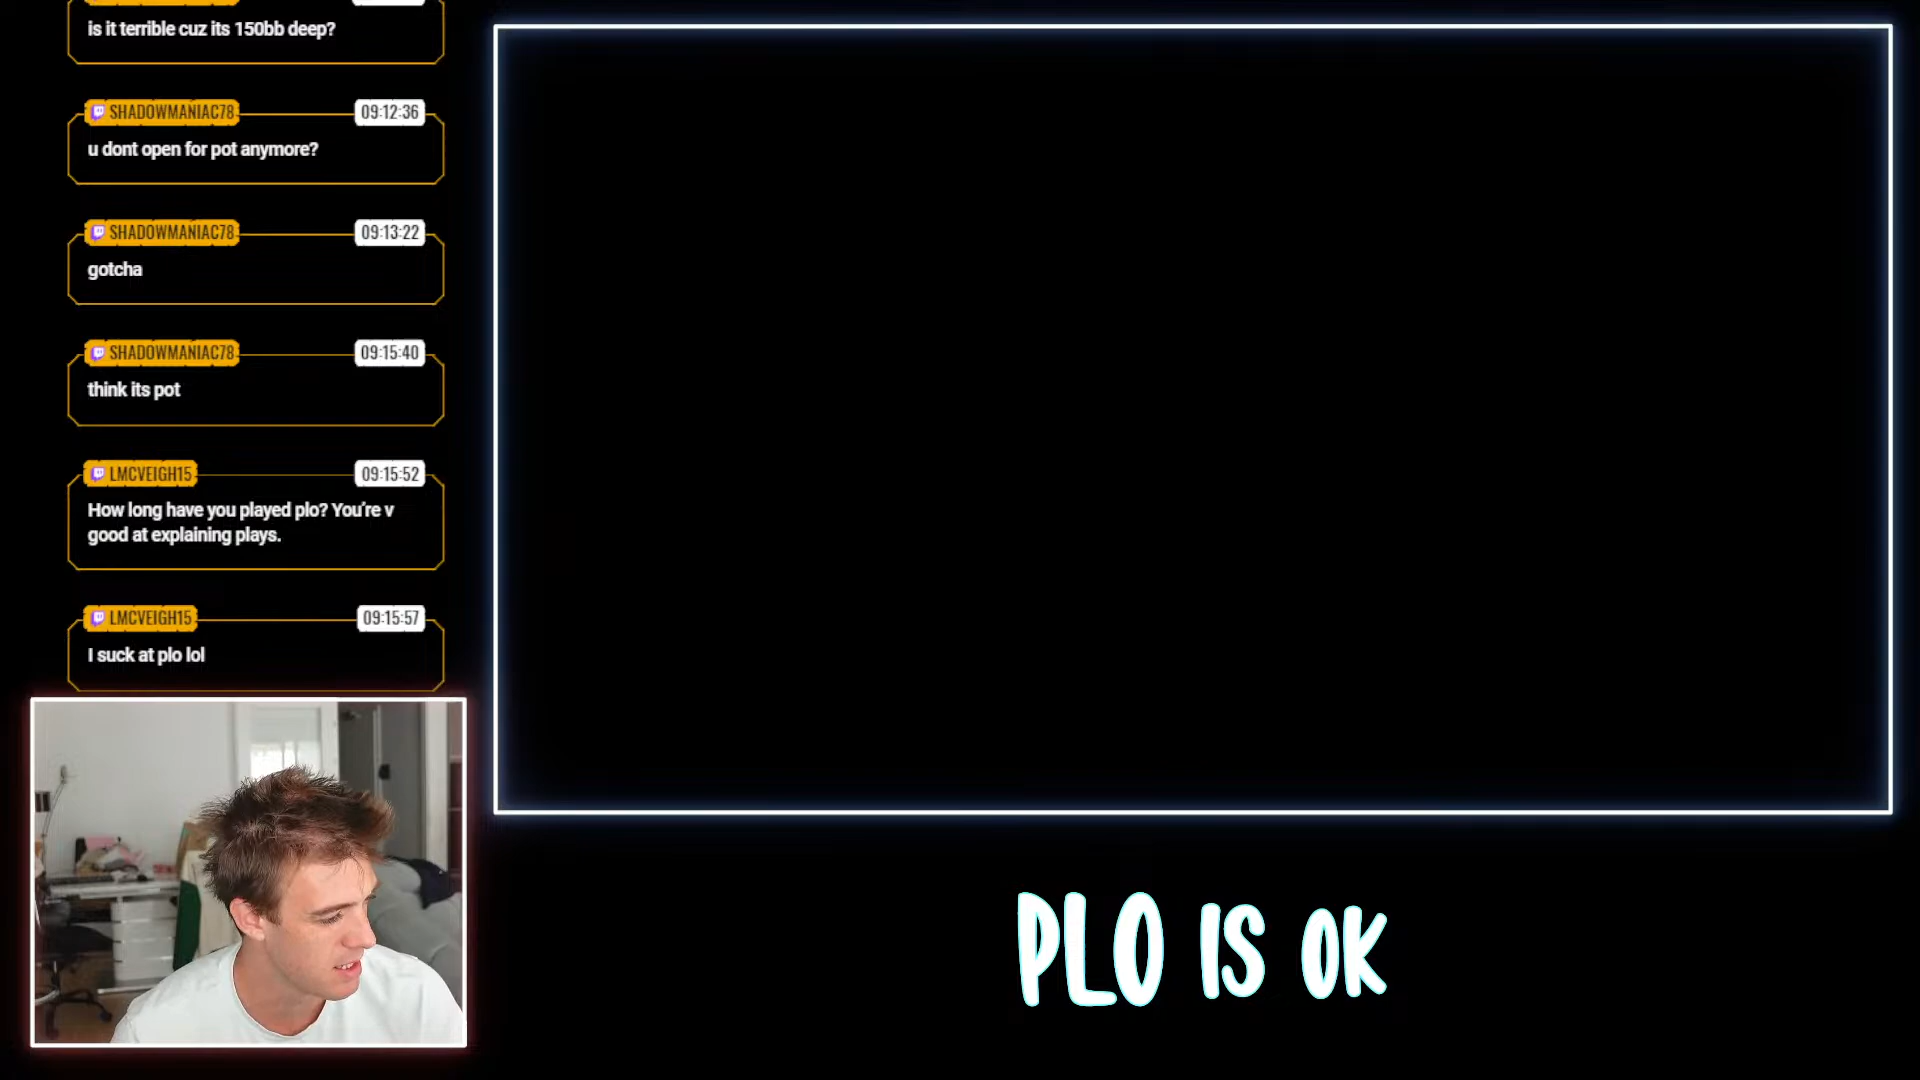 is it terrible cuz its 150bb deep?
SHADOWMANIAC78
09:12:36
u dont open for pot anymore?
SHADOWMANIAC78
09:13:22
gotcha
SHADOWMANIAC78
09:15:40
think its pot
LMCVEIGH15
09:15:52
How long have you played plo? You're v
good at explaining plays.
LMCVEIGH15
09:15:57
I suck at plo lol
PLO IS OK